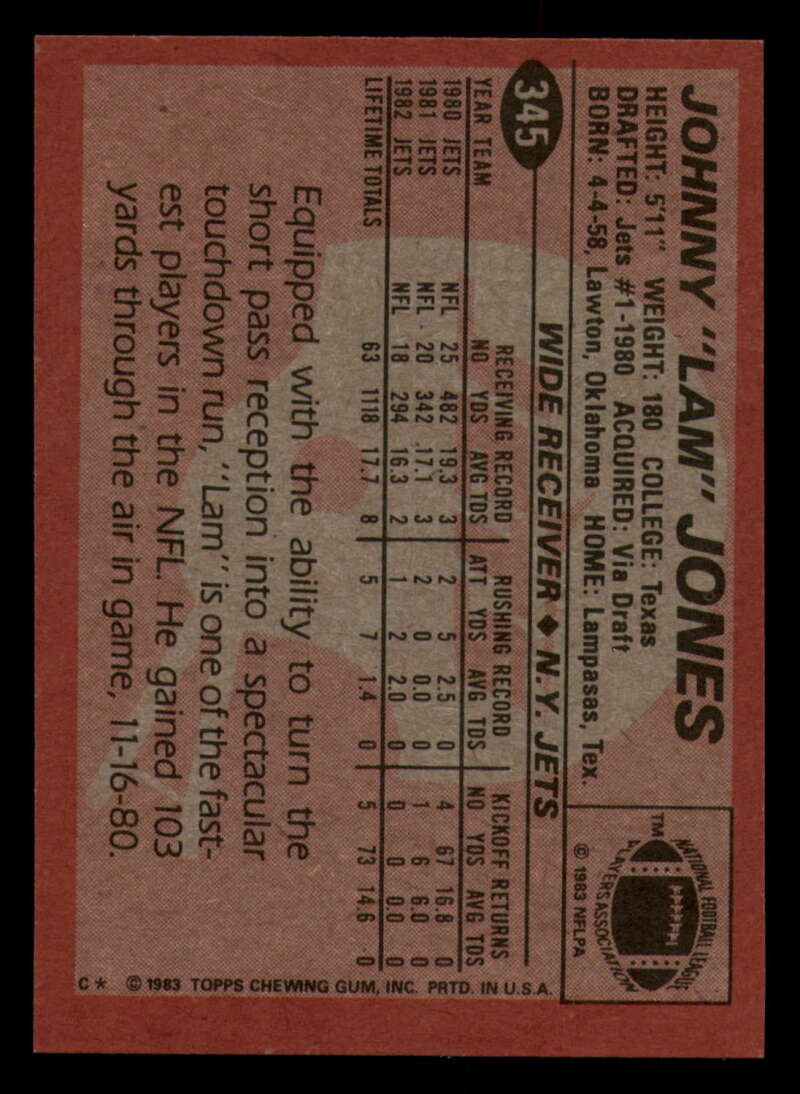 JOHNNY "LAM" JONES
HEIGHT: 5'11" WEIGHT: 180 COLLEGE: Texas
DRAFTED: Jets #1-1980 ACQUIRED: Via Draft
BORN: 4-4-58, Lawton, Oklahoma HOME: Lampasas, Tex.
NATIONAL FOOTBALL LEAGUE
PLAYERS ASSOCIATION
TM
© 1983 NFLPA
345
WIDE RECEIVER ◆ N.Y. JETS
RECEIVING RECORD RUSHING RECORD KICKOFF RETURNS
YEAR TEAM NO YDS AVG TDS ATT YDS AVG TDS NO YDS AVG TDS
1980 JETS NFL 25 482 19.3 3 2 5 2.5 0 4 67 16.8 0
1981 JETS NFL 20 342 17.1 3 2 0 0.0 0 1 6 6.0 0
1982 JETS NFL 18 294 16.3 2 1 2 2.0 0 0 0 0.0 0
LIFETIME TOTALS 63 1118 17.7 8 5 7 1.4 0 5 73 14.6 0
Equipped with the ability to turn the
short pass reception into a spectacular
touchdown run, "Lam" is one of the fast-
est players in the NFL. He gained 103
yards through the air in game, 11-16-80.
C* © 1983 TOPPS CHEWING GUM, INC. PRTD. IN U.S.A.